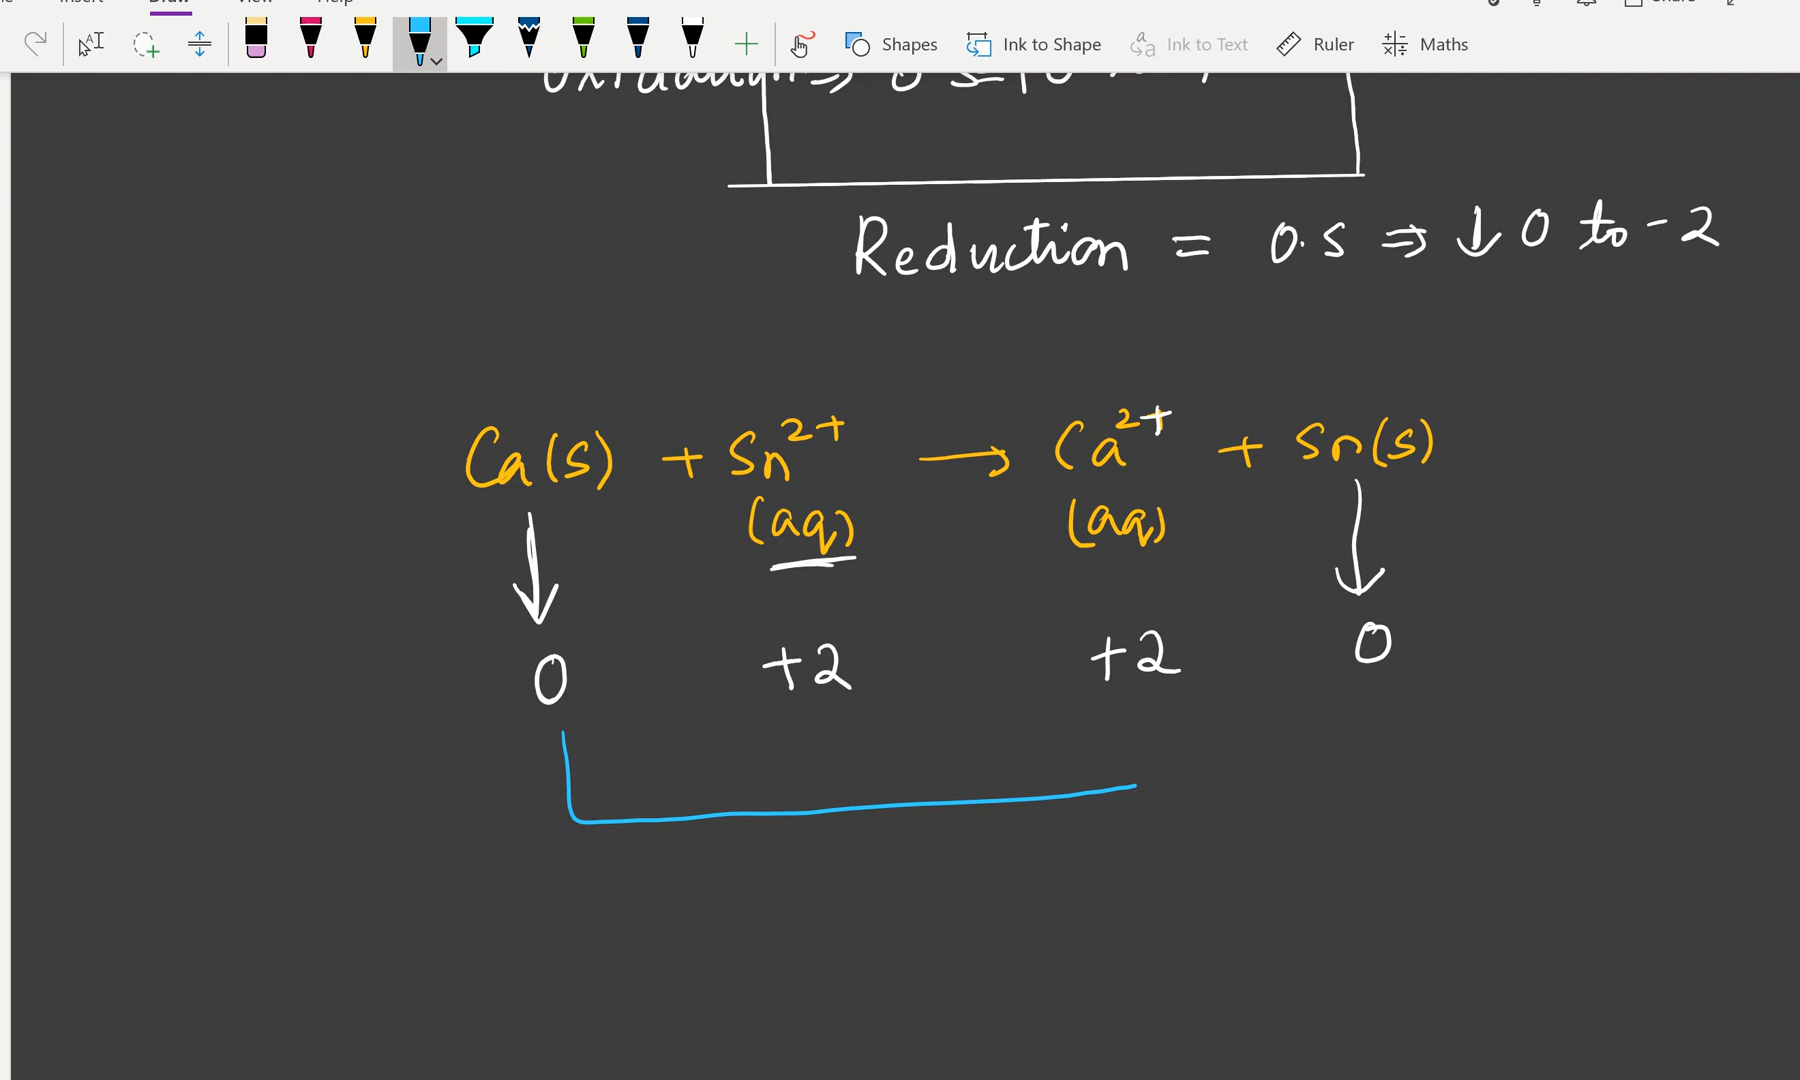 Draw
Shapes Ink to Shape Ink to Text Ruler Maths
Reduction = O.S ⇒ ↓ 0 to -2
Ca(s) + Sn²⁺ → Ca²⁺ + Sn(s)
(aq) (aq)
0 +2 +2 0